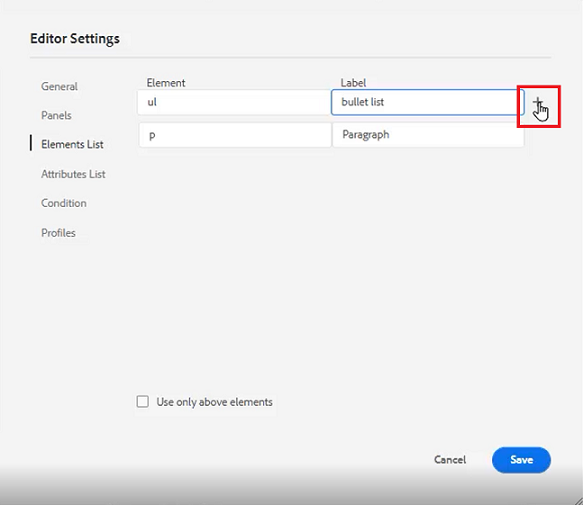 Editor Settings
General
Panels
Elements List
Attributes List
Condition
Profiles
Element Label
ul bullet list +
p Paragraph
Use only above elements
Cancel Save